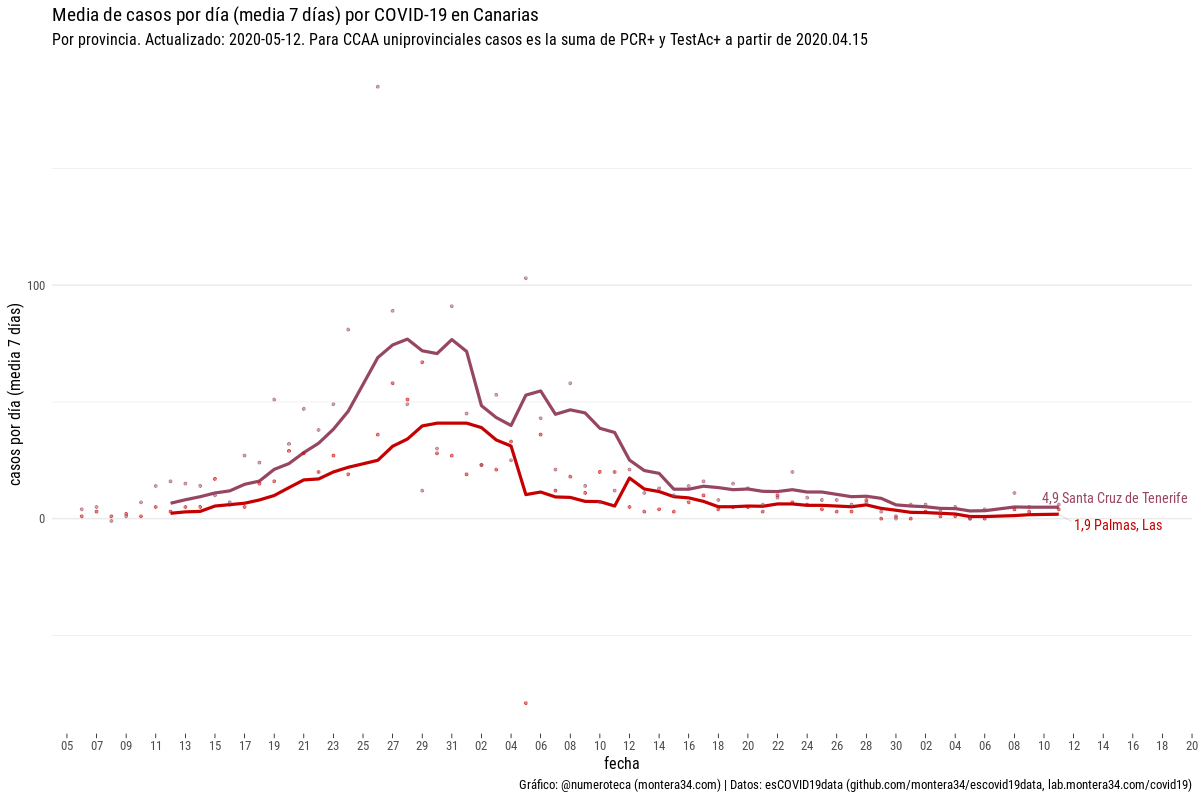 Media de casos por día (media 7 días) por COVID-19 en Canarias
Por provincia. Actualizado: 2020-05-12. Para CCAA uniprovinciales casos es la suma de PCR+ y TestAc+ a partir de 2020.04.15
casos por día (media 7 días)
100
0
4,9 Santa Cruz de Tenerife
1,9 Palmas, Las
05 07 09 11 13 15 17 19 21 23 25 27 29 31 02 04 06 08 10 12 14 16 18 20 22 24 26 28 30 02 04 06 08 10 12 14 16 18 20
fecha
Gráfico: @numeroteca (montera34.com) | Datos: esCOVID19data (github.com/montera34/escovid19data, lab.montera34.com/covid19)